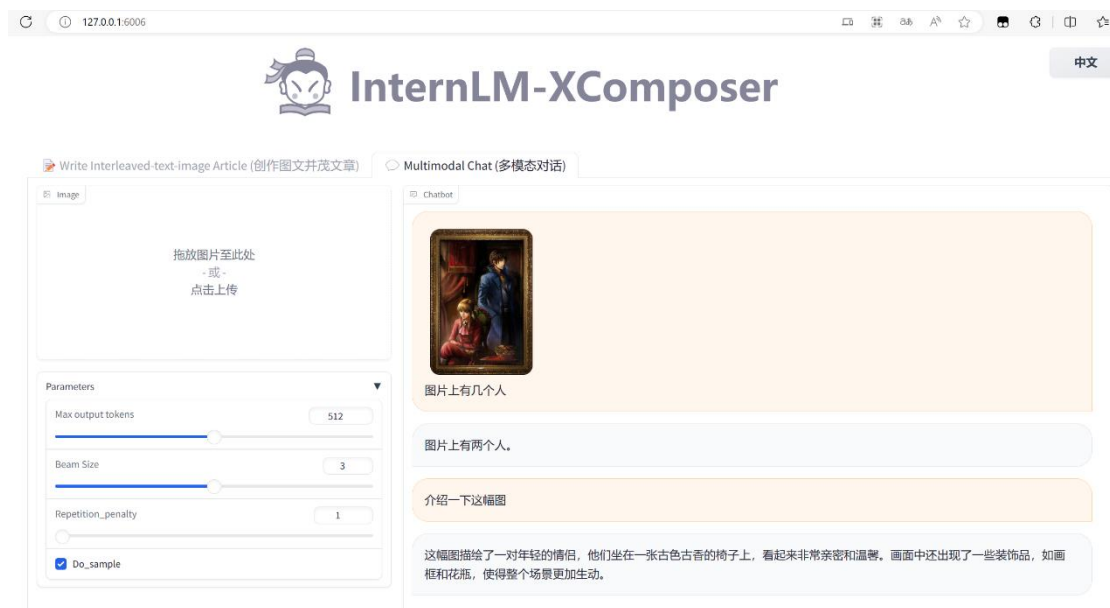 127.0.0.1:6006
InternLM-XComposer
中文
Write Interleaved-text-image Article (创作图文并茂文章)
Multimodal Chat (多模态对话)
Image
拖放图片至此处
- 或 -
点击上传
Parameters
Max output tokens
512
Beam Size
3
Repetition_penalty
1
Do_sample
Chatbot
图片上有几个人
图片上有两个人。
介绍一下这幅图
这幅图描绘了一对年轻的情侣，他们坐在一张古色古香的椅子上，看起来非常亲密和温馨。画面中还出现了一些装饰品，如画
框和花瓶，使得整个场景更加生动。